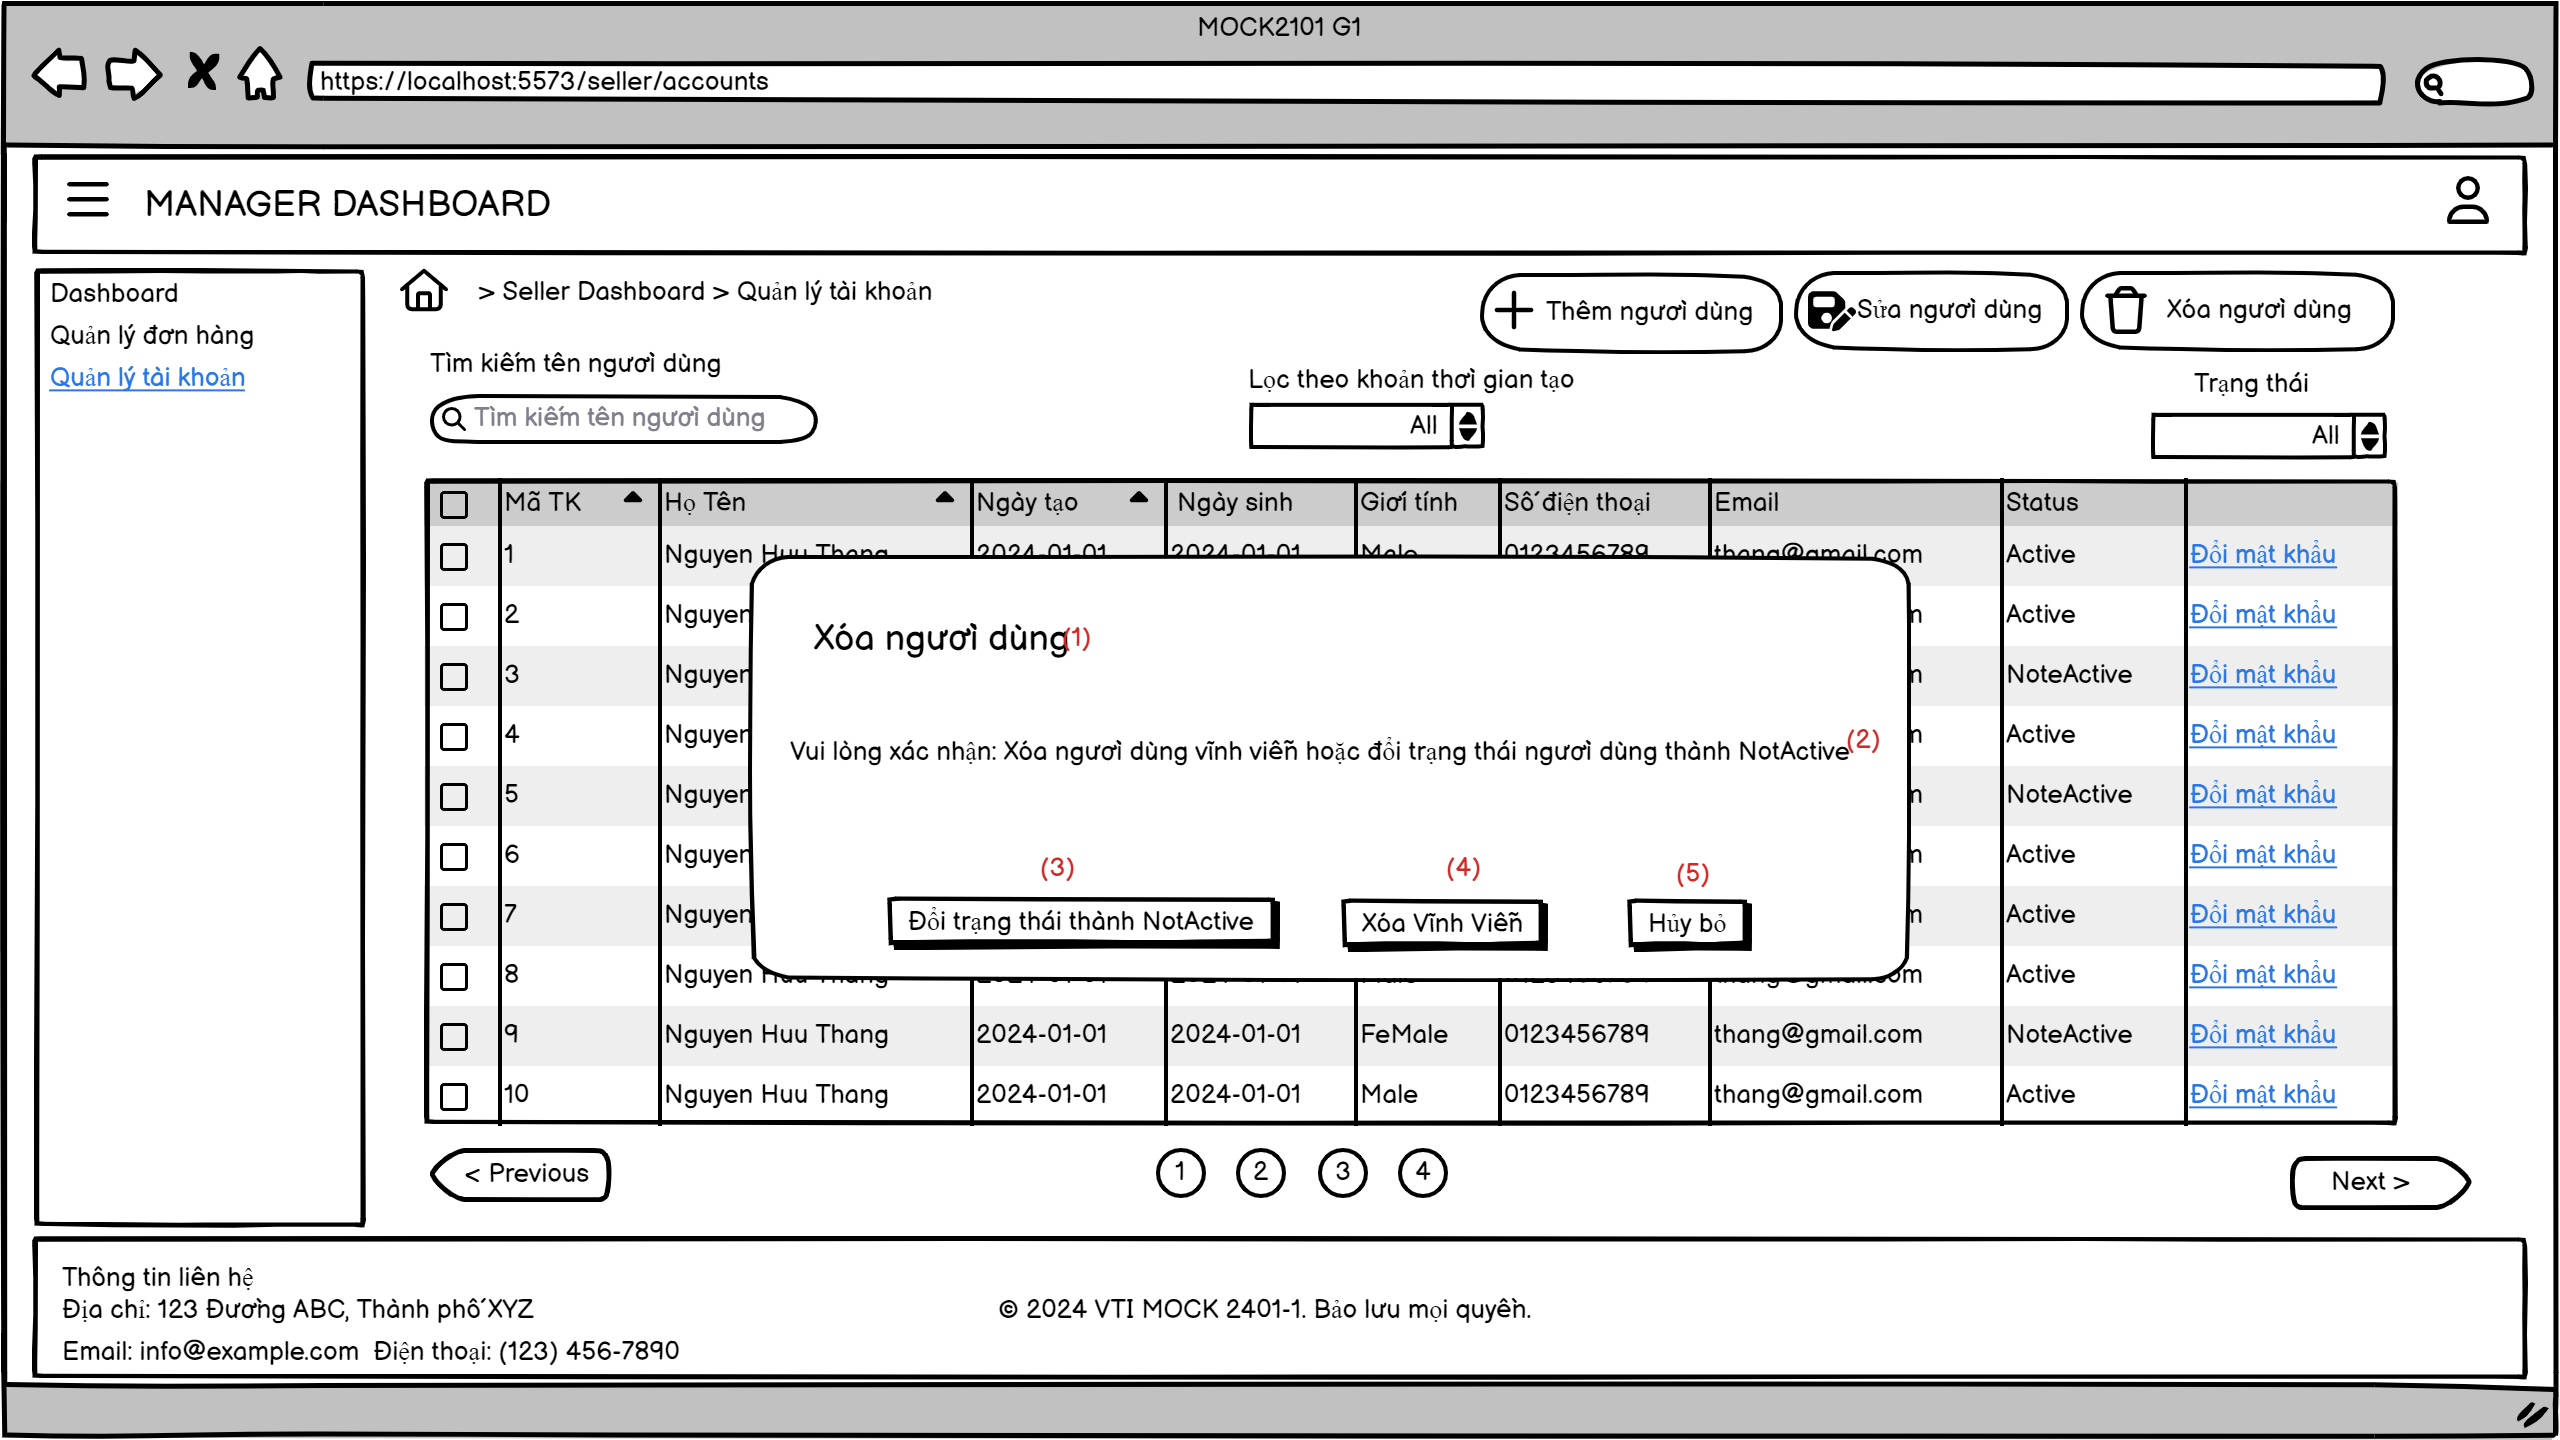 MOCK2101 G1
https://localhost:5573/seller/accounts
MANAGER DASHBOARD
Dashboard
Quản lý đơn hàng
Quản lý tài khoản
> Seller Dashboard > Quản lý tài khoản
Thêm người dùng
Sửa người dùng
Xóa người dùng
Tìm kiếm tên người dùng
Tìm kiếm tên người dùng
Lọc theo khoản thời gian tạo
All
Trạng thái
All
Mã TK Họ Tên Ngày tạo Ngày sinh Giới tính Số điện thoại Email Status
1 Nguyen Huu Thang 2024-01-01 2024-01-01 Male 0123456789 thang@gmail.com Active Đổi mật khẩu
2 Nguyen Active Đổi mật khẩu
3 Nguyen NoteActive Đổi mật khẩu
4 Nguyen Active Đổi mật khẩu
5 Nguyen NoteActive Đổi mật khẩu
6 Nguyen Active Đổi mật khẩu
7 Nguyen Active Đổi mật khẩu
8 Nguyen Huu Thang Active Đổi mật khẩu
9 Nguyen Huu Thang 2024-01-01 2024-01-01 FeMale 0123456789 thang@gmail.com NoteActive Đổi mật khẩu
10 Nguyen Huu Thang 2024-01-01 2024-01-01 Male 0123456789 thang@gmail.com Active Đổi mật khẩu
Xóa người dùng (1)
Vui lòng xác nhận: Xóa người dùng vĩnh viễn hoặc đổi trạng thái người dùng thành NotActive (2)
(3) (4) (5)
Đổi trạng thái thành NotActive
Xóa Vĩnh Viễn
Hủy bỏ
< Previous
1 2 3 4
Next >
Thông tin liên hệ
Địa chỉ: 123 Đường ABC, Thành phố XYZ
Email: info@example.com Điện thoại: (123) 456-7890
© 2024 VTI MOCK 2401-1. Bảo lưu mọi quyền.